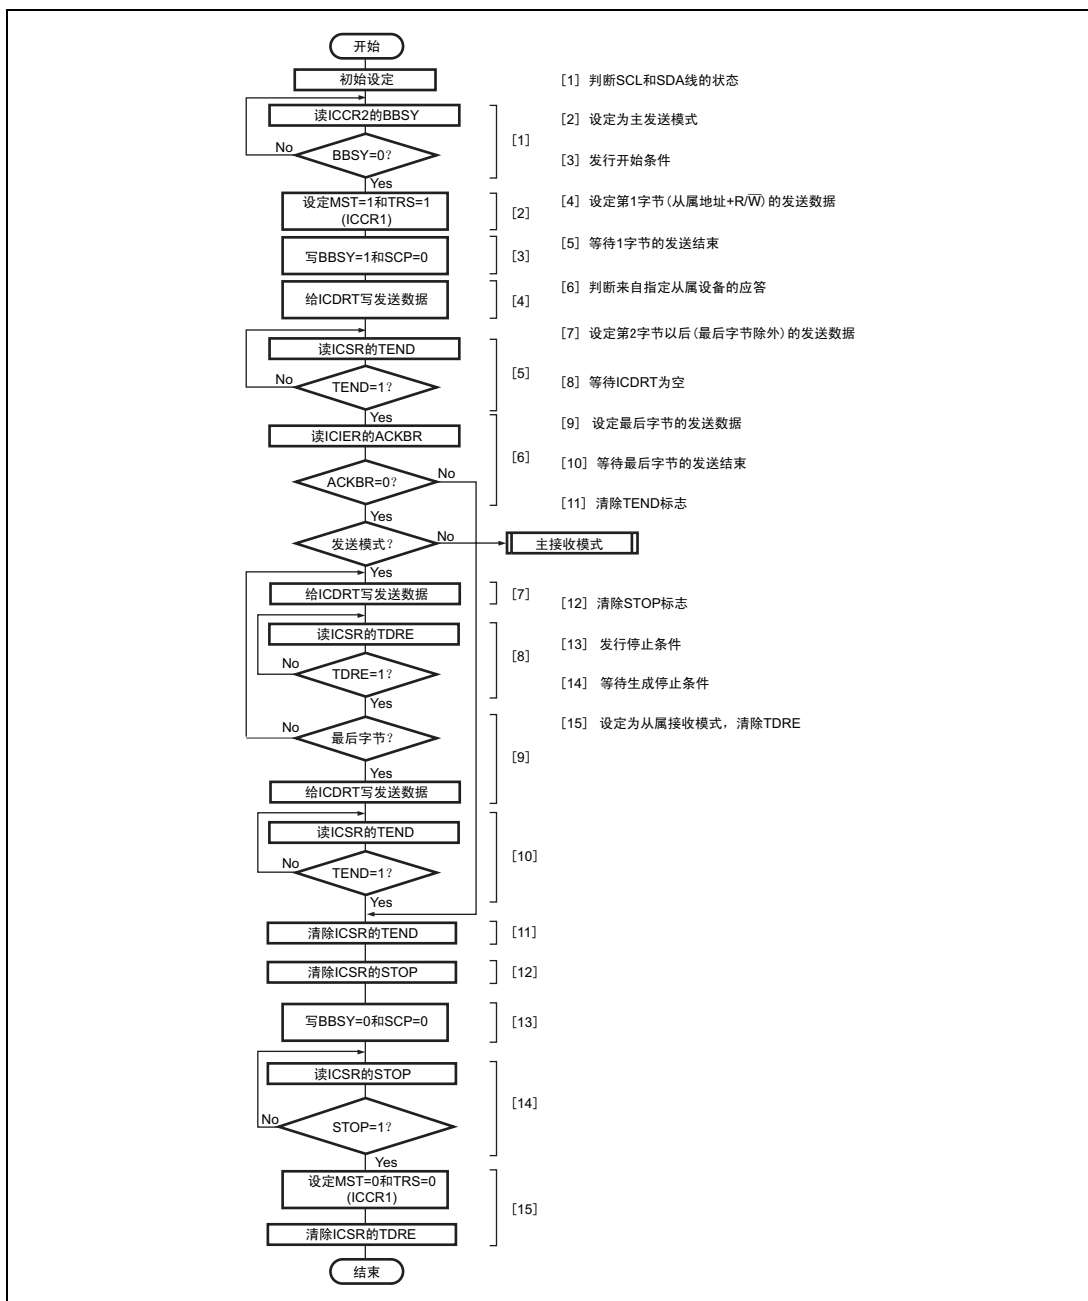 开始
初始设定
读ICCR2的BBSY
No
BBSY=0?
Yes
[1]
设定MST=1和TRS=1
(ICCR1)
[2]
写BBSY=1和SCP=0
[3]
给ICDRT写发送数据
[4]
读ICSR的TEND
No
TEND=1?
Yes
[5]
读ICIER的ACKBR
ACKBR=0?
No
Yes
[6]
发送模式?
No
主接收模式
Yes
给ICDRT写发送数据
[7]
读ICSR的TDRE
No
TDRE=1?
Yes
[8]
No
最后字节?
Yes
给ICDRT写发送数据
[9]
读ICSR的TEND
No
TEND=1?
Yes
[10]
清除ICSR的TEND
[11]
清除ICSR的STOP
[12]
写BBSY=0和SCP=0
[13]
读ICSR的STOP
No
STOP=1?
Yes
[14]
设定MST=0和TRS=0
(ICCR1)
清除ICSR的TDRE
[15]
结束
[1] 判断SCL和SDA线的状态
[2] 设定为主发送模式
[3] 发行开始条件
[4] 设定第1字节(从属地址+R/W̅)的发送数据
[5] 等待1字节的发送结束
[6] 判断来自指定从属设备的应答
[7] 设定第2字节以后(最后字节除外)的发送数据
[8] 等待ICDRT为空
[9] 设定最后字节的发送数据
[10] 等待最后字节的发送结束
[11] 清除TEND标志
[12] 清除STOP标志
[13] 发行停止条件
[14] 等待生成停止条件
[15] 设定为从属接收模式，清除TDRE